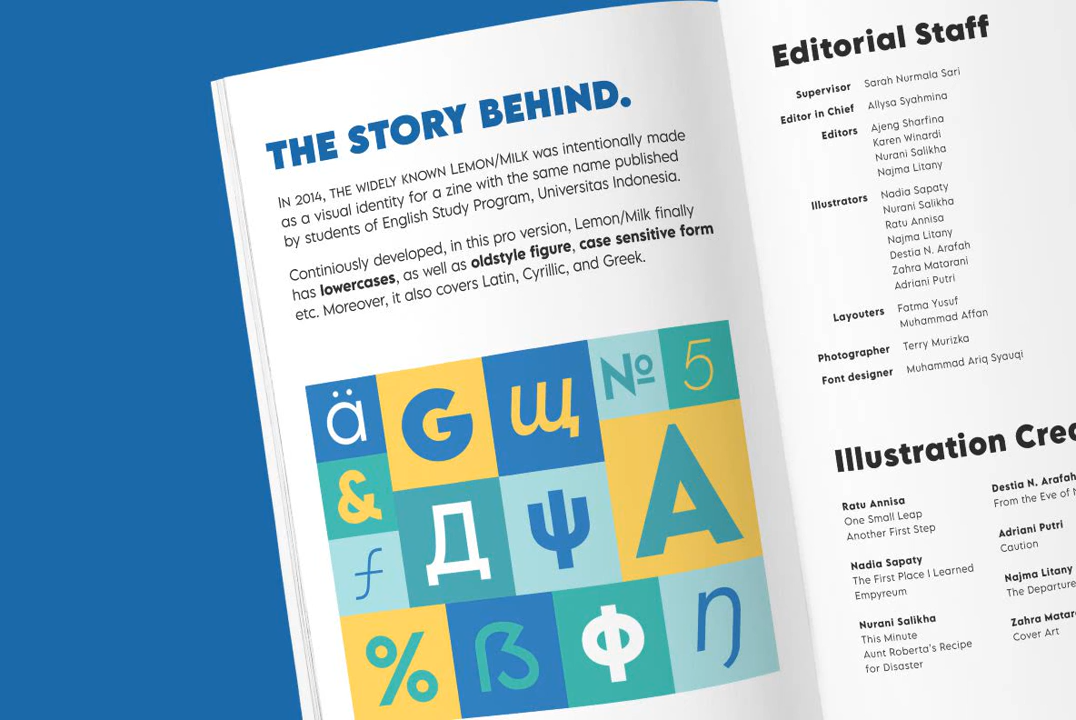 THE STORY BEHIND.
IN 2014, THE WIDELY KNOWN LEMON/MILK was intentionally made
as a visual identity for a zine with the same name published
by students of English Study Program, Universitas Indonesia.
Continiously developed, in this pro version, Lemon/Milk finally
has lowercases, as well as oldstyle figure, case sensitive form
etc. Moreover, it also covers Latin, Cyrillic, and Greek.
ä G щ № 5
& Д ψ A
ƒ
% ß Ф η
Editorial Staff
Supervisor Sarah Nurmala Sari
Editor in Chief Allysa Syahmina
Editors Ajeng Sharfina
Karen Winardi
Nurani Salikha
Najma Litany
Illustrators Nadia Sapaty
Nurani Salikha
Ratu Annisa
Najma Litany
Destia N. Arafah
Zahra Matarani
Adriani Putri
Layouters Fatma Yusuf
Muhammad Affan
Photographer Terry Murizka
Font designer Muhammad Ariq Syauqi
Illustration
Ratu Annisa
One Small Leap
Another First Step
Nadia Sapaty
The First Place I Learned
Empyreum
Nurani Salikha
This Minute
Aunt Roberta's Recipe
for Disaster
Destia N. Arafah
From the Eve of
Adriani Putri
Caution
Najma Litany
The Departure
Zahra
Cover Art